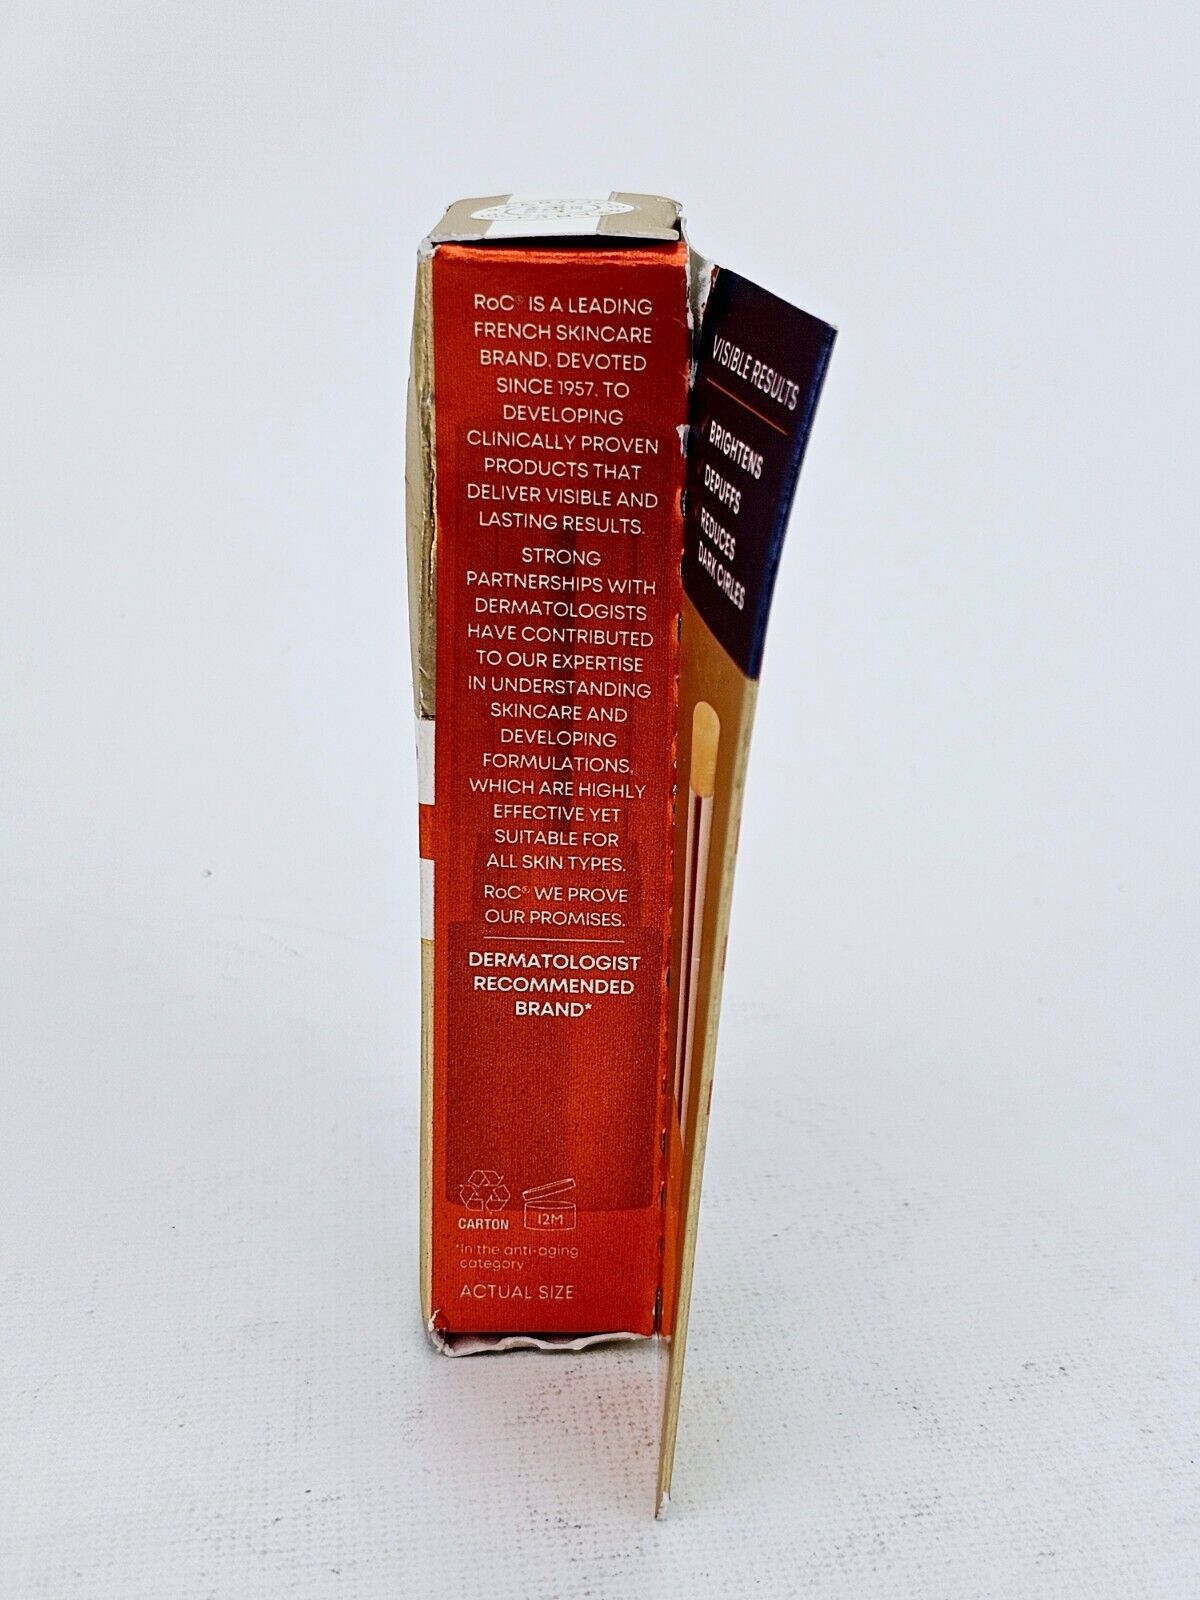 RoC® IS A LEADING
FRENCH SKINCARE
BRAND, DEVOTED
SINCE 1957, TO
DEVELOPING
CLINICALLY PROVEN
PRODUCTS THAT
DELIVER VISIBLE AND
LASTING RESULTS.
STRONG
PARTNERSHIPS WITH
DERMATOLOGISTS
HAVE CONTRIBUTED
TO OUR EXPERTISE
IN UNDERSTANDING
SKINCARE AND
DEVELOPING
FORMULATIONS,
WHICH ARE HIGHLY
EFFECTIVE YET
SUITABLE FOR
ALL SKIN TYPES.
RoC® WE PROVE
OUR PROMISES.
DERMATOLOGIST
RECOMMENDED
BRAND*
CARTON
12M
*In the anti-aging
category
ACTUAL SIZE
VISIBLE RESULTS
BRIGHTENS
DEPUFFS
REDUCES
DARK CIRLES